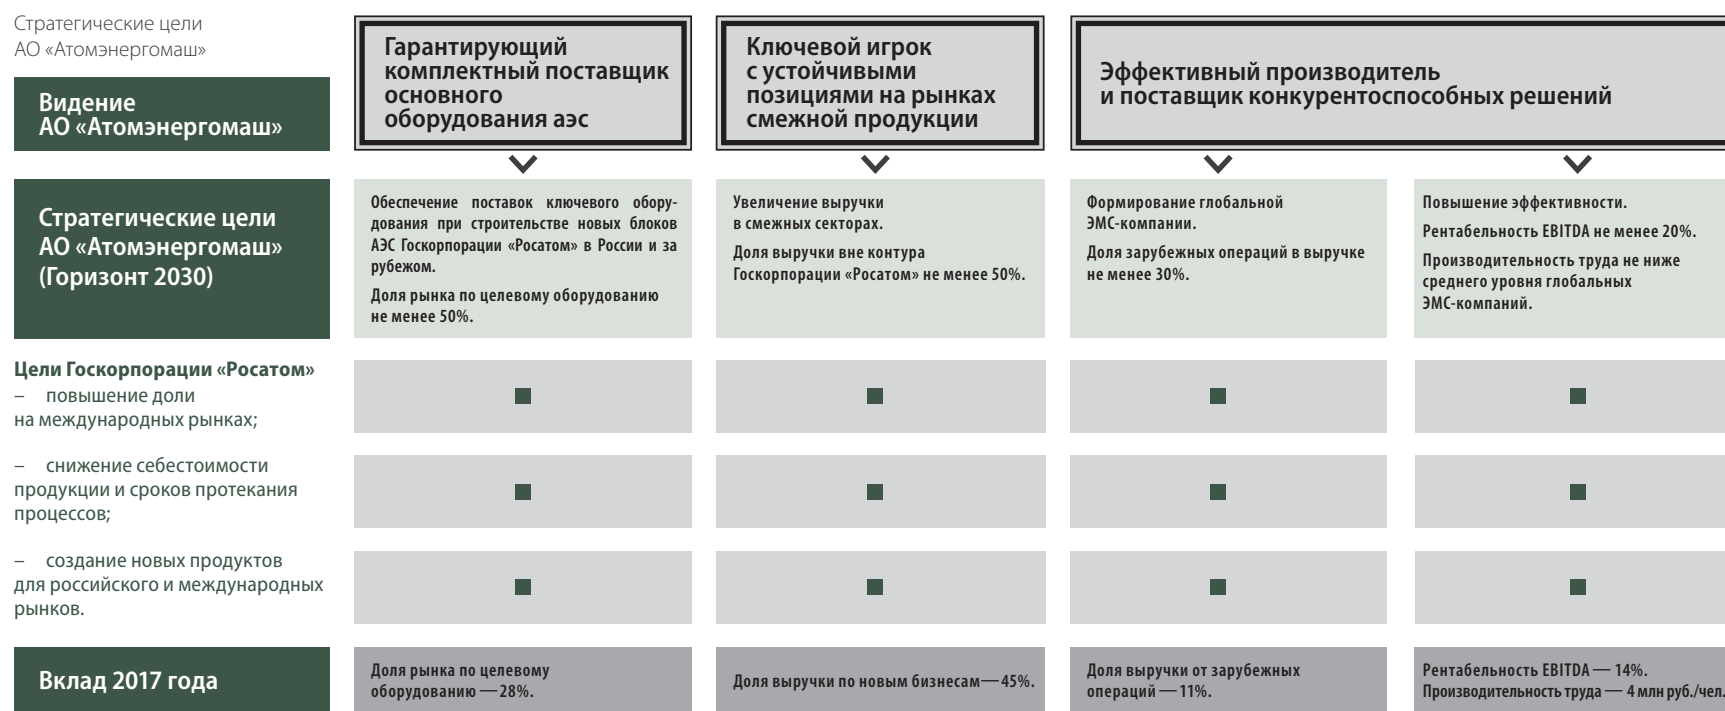 Стратегические цели
АО «Атомэнергомаш»
Видение
АО «Атомэнергомаш»
Гарантирующий
комплектный поставщик
основного
оборудования аэс
Ключевой игрок
с устойчивыми
позициями на рынках
смежной продукции
Эффективный производитель
и поставщик конкурентоспособных решений
Стратегические цели
АО «Атомэнергомаш»
(Горизонт 2030)
Обеспечение поставок ключевого обору-
дования при строительстве новых блоков
АЭС Госкорпорации «Росатом» в России и за
рубежом.
Доля рынка по целевому оборудованию
не менее 50%.
Увеличение выручки
в смежных секторах.
Доля выручки вне контура
Госкорпорации «Росатом» не менее 50%.
Формирование глобальной
ЭМС-компании.
Доля зарубежных операций в выручке
не менее 30%.
Повышение эффективности.
Рентабельность EBITDA не менее 20%.
Производительность труда не ниже
среднего уровня глобальных
ЭМС-компаний.
Цели Госкорпорации «Росатом»
– повышение доли
на международных рынках;
– снижение себестоимости
продукции и сроков протекания
процессов;
– создание новых продуктов
для российского и международных
рынков.
Вклад 2017 года
Доля рынка по целевому
оборудованию — 28%.
Доля выручки по новым бизнесам — 45%.
Доля выручки от зарубежных
операций — 11%.
Рентабельность EBITDA — 14%.
Производительность труда — 4 млн руб./чел.